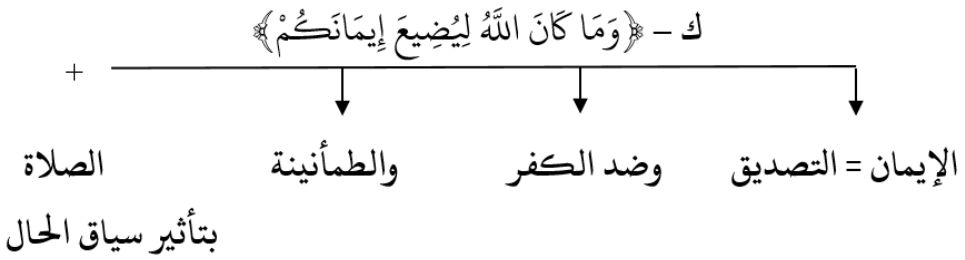 ك – ﴿وَمَا كَانَ اللَّهُ لِيُضِيعَ إِيمَانَكُمْ﴾
+
الإيمان = التصديق وضد الكفر والطمأنينة الصلاة
بتأثير سياق الحال